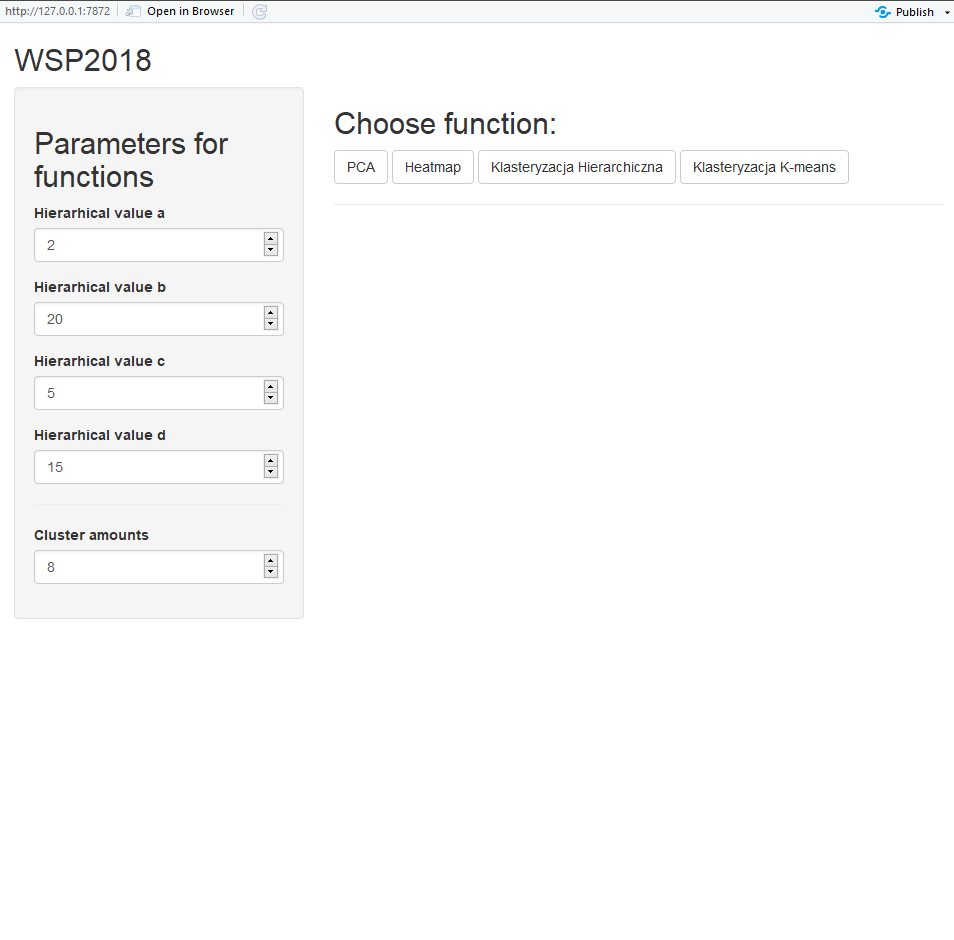 http://127.0.0.1:7872 Open in Browser Publish
WSP2018
Parameters for
functions
Hierarhical value a
2
Hierarhical value b
20
Hierarhical value c
5
Hierarhical value d
15
Cluster amounts
8
Choose function:
PCA Heatmap Klasteryzacja Hierarchiczna Klasteryzacja K-means